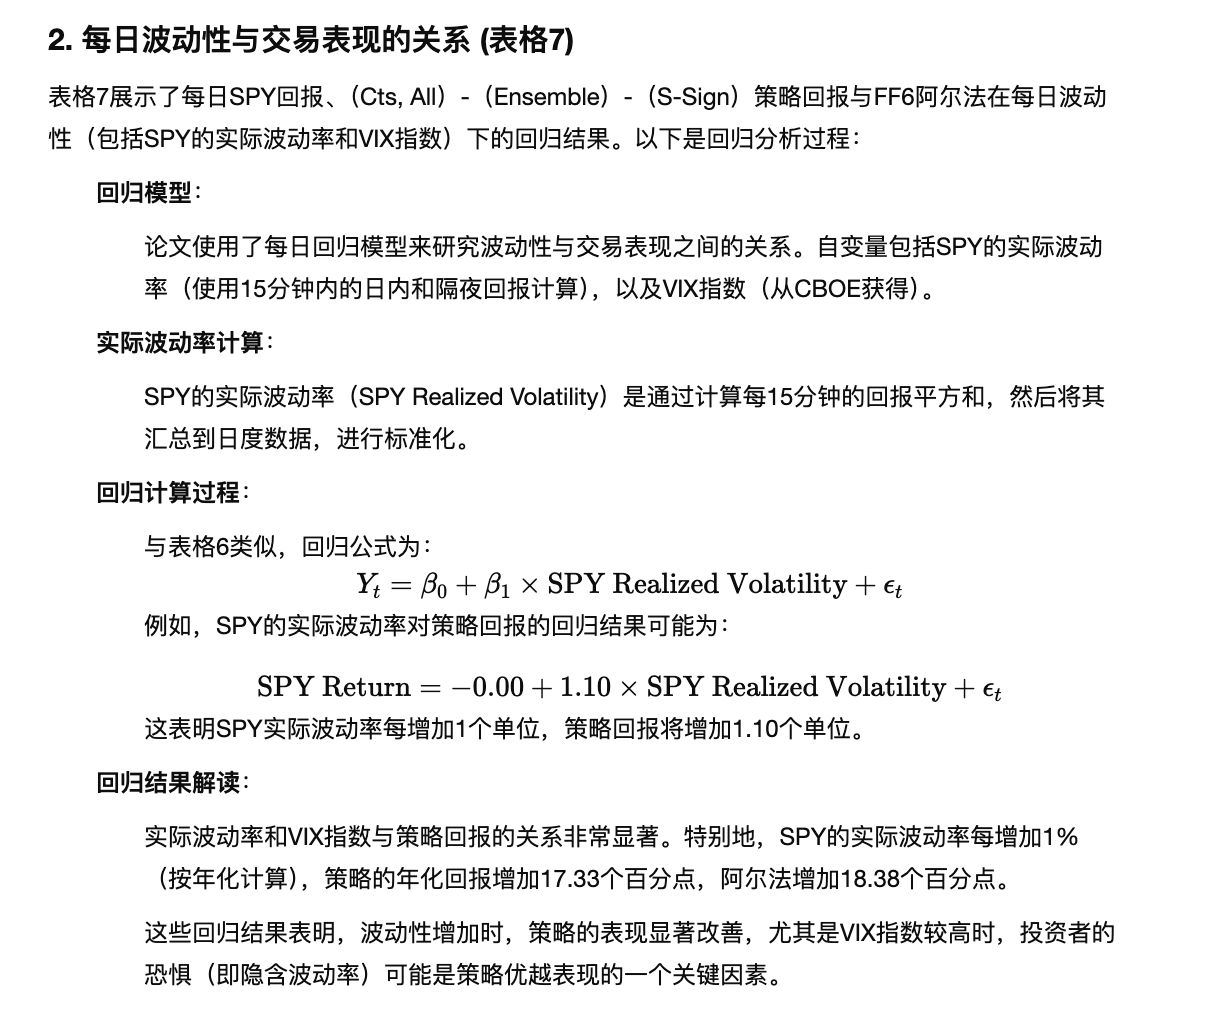 2. 每日波动性与交易表现的关系 (表格7)
表格7展示了每日SPY回报、（Cts, All）-（Ensemble）-（S-Sign）策略回报与FF6阿尔法在每日波动
性（包括SPY的实际波动率和VIX指数）下的回归结果。以下是回归分析过程：
回归模型：
论文使用了每日回归模型来研究波动性与交易表现之间的关系。自变量包括SPY的实际波动
率（使用15分钟内的日内和隔夜回报计算），以及VIX指数（从CBOE获得）。
实际波动率计算：
SPY的实际波动率（SPY Realized Volatility）是通过计算每15分钟的回报平方和，然后将其
汇总到日度数据，进行标准化。
回归计算过程：
与表格6类似，回归公式为：
Y_t = β_0 + β_1 × SPY Realized Volatility + ϵ_t
例如，SPY的实际波动率对策略回报的回归结果可能为：
SPY Return = −0.00 + 1.10 × SPY Realized Volatility + ϵ_t
这表明SPY实际波动率每增加1个单位，策略回报将增加1.10个单位。
回归结果解读：
实际波动率和VIX指数与策略回报的关系非常显著。特别地，SPY的实际波动率每增加1%
（按年化计算），策略的年化回报增加17.33个百分点，阿尔法增加18.38个百分点。
这些回归结果表明，波动性增加时，策略的表现显著改善，尤其是VIX指数较高时，投资者的
恐惧（即隐含波动率）可能是策略优越表现的一个关键因素。